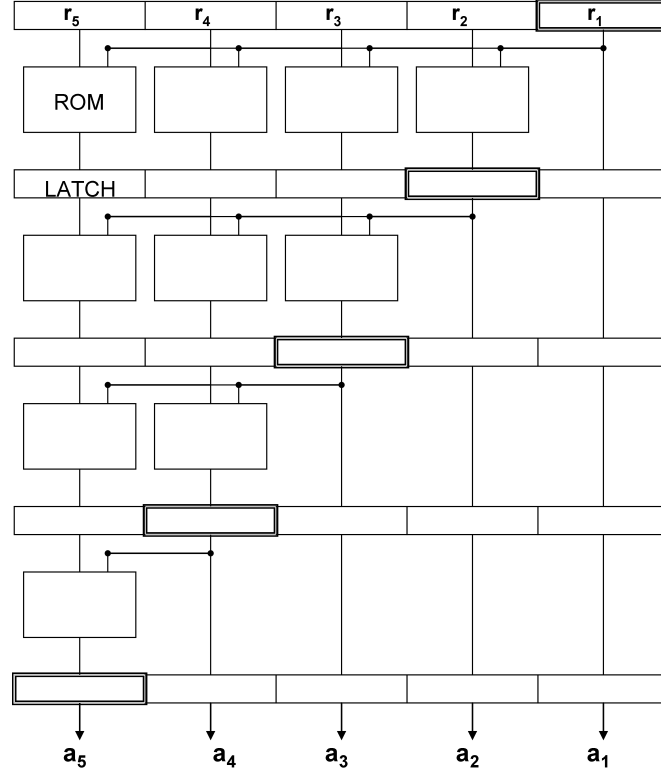 r₅ r₄ r₃ r₂ r₁
ROM
LATCH
a₅ a₄ a₃ a₂ a₁